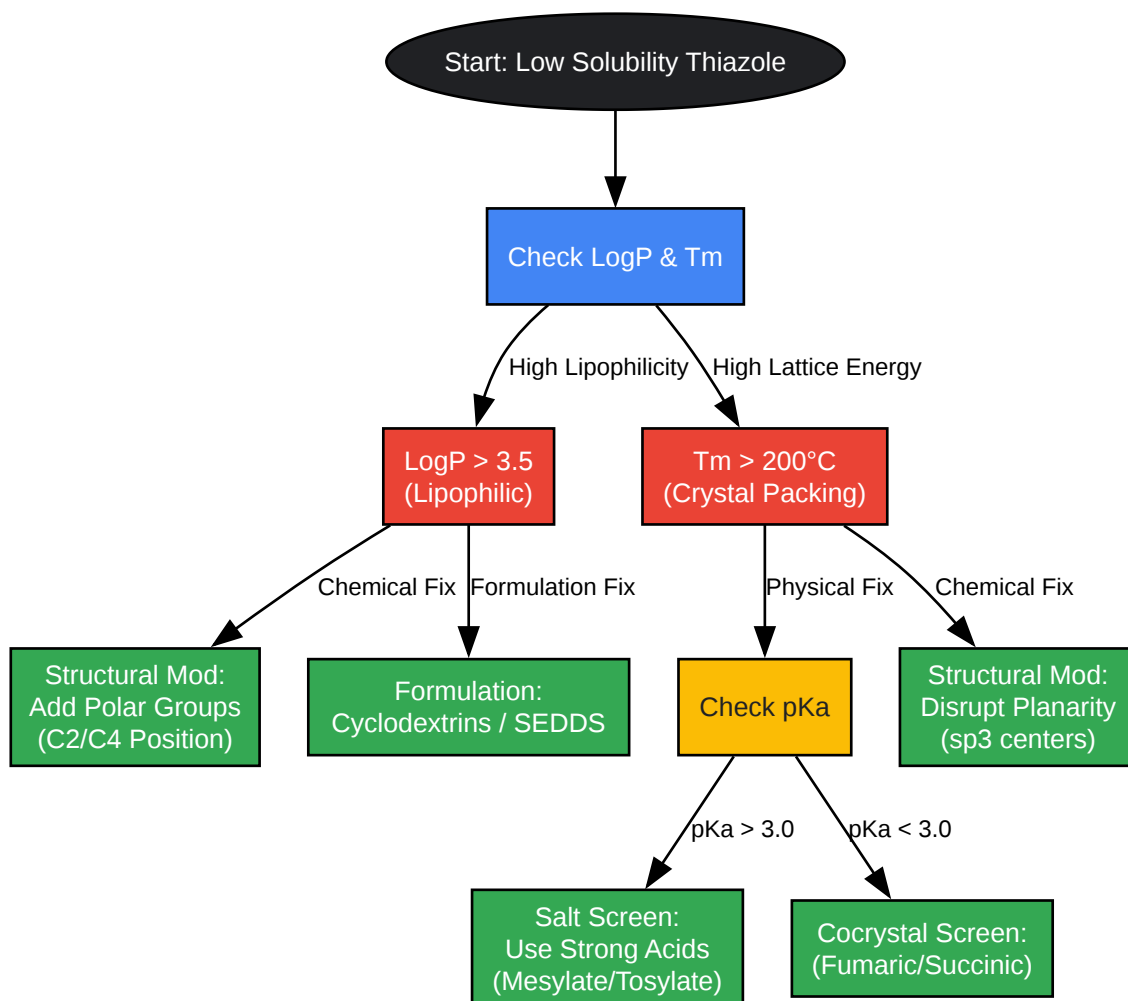 Start: Low Solubility Thiazole
Check LogP & Tm
High Lipophilicity
High Lattice Energy
LogP > 3.5
(Lipophilic)
Tm > 200°C
(Crystal Packing)
Chemical Fix
Formulation Fix
Physical Fix
Chemical Fix
Structural Mod:
Add Polar Groups
(C2/C4 Position)
Formulation:
Cyclodextrins / SEDDS
Check pKa
Structural Mod:
Disrupt Planarity
(sp3 centers)
pKa > 3.0
pKa < 3.0
Salt Screen:
Use Strong Acids
(Mesylate/Tosylate)
Cocrystal Screen:
(Fumaric/Succinic)